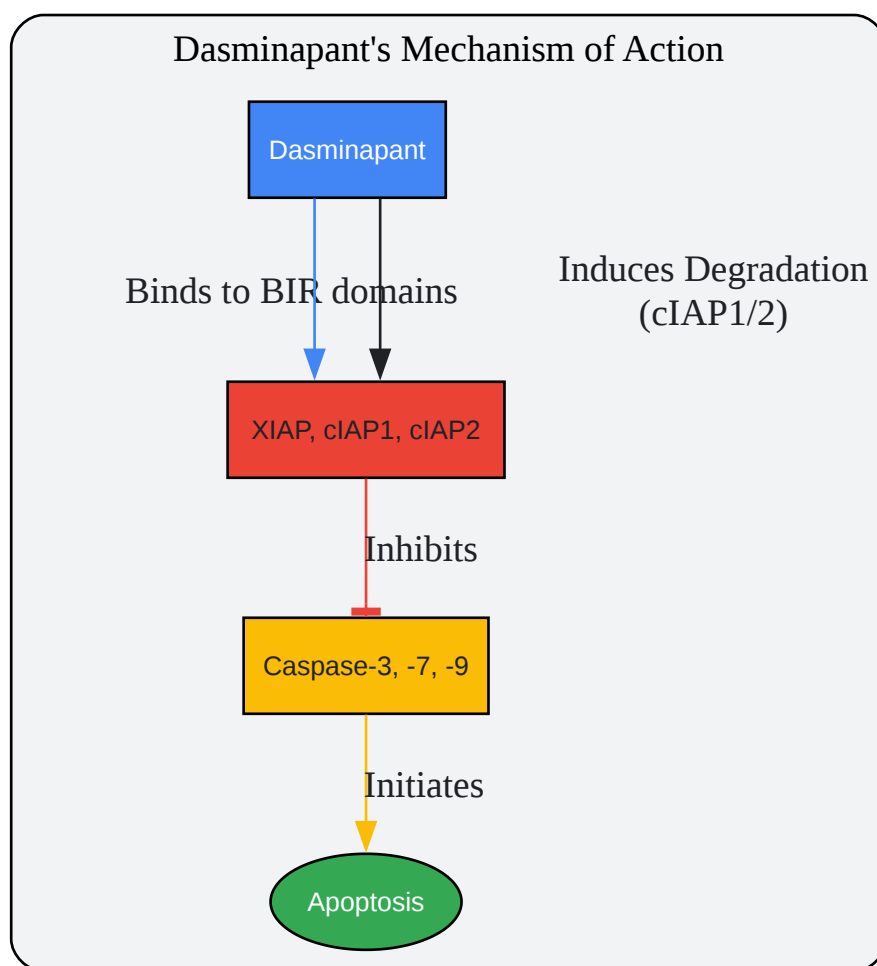 Dasminapant's Mechanism of Action
Dasminapant
Binds to BIR domains
Induces Degradation
(cIAP1/2)
XIAP, cIAP1, cIAP2
Inhibits
Caspase-3, -7, -9
Initiates
Apoptosis